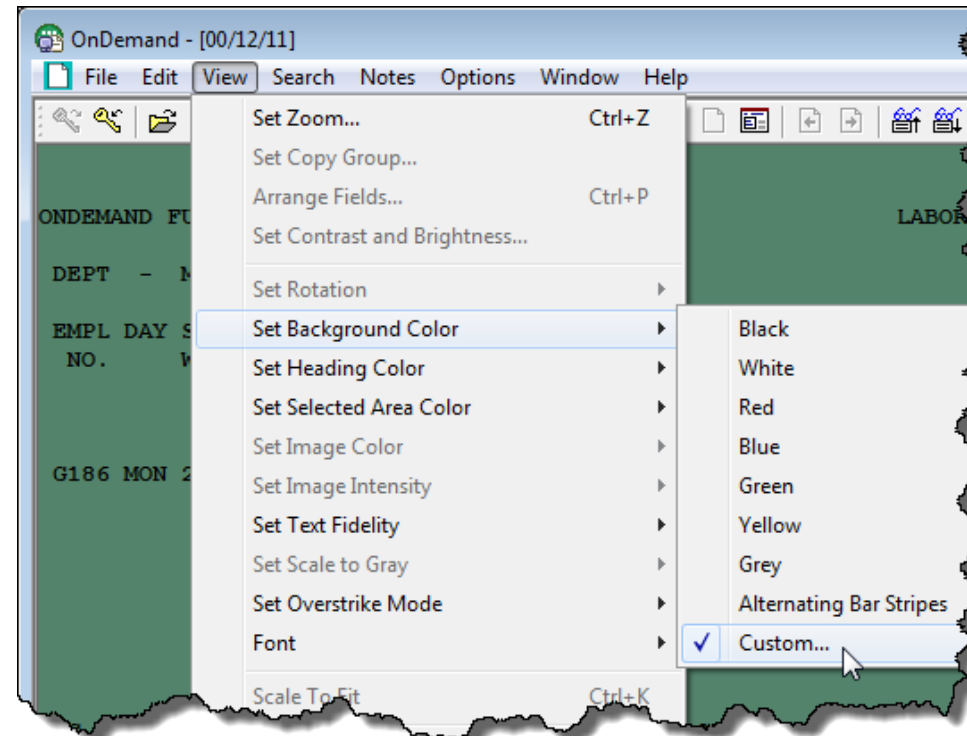 OnDemand - [00/12/11]
File Edit View Search Notes Options Window Help
Set Zoom... Ctrl+Z
Set Copy Group...
Arrange Fields... Ctrl+P
Set Contrast and Brightness...
Set Rotation
Set Background Color
Set Heading Color
Set Selected Area Color
Set Image Color
Set Image Intensity
Set Text Fidelity
Set Scale to Gray
Set Overstrike Mode
Font
Scale To Fit Ctrl+K
Black
White
Red
Blue
Green
Yellow
Grey
Alternating Bar Stripes
Custom...
ONDEMAND FU LABOR
DEPT - 
EMPL DAY S
NO.
G186 MON 2